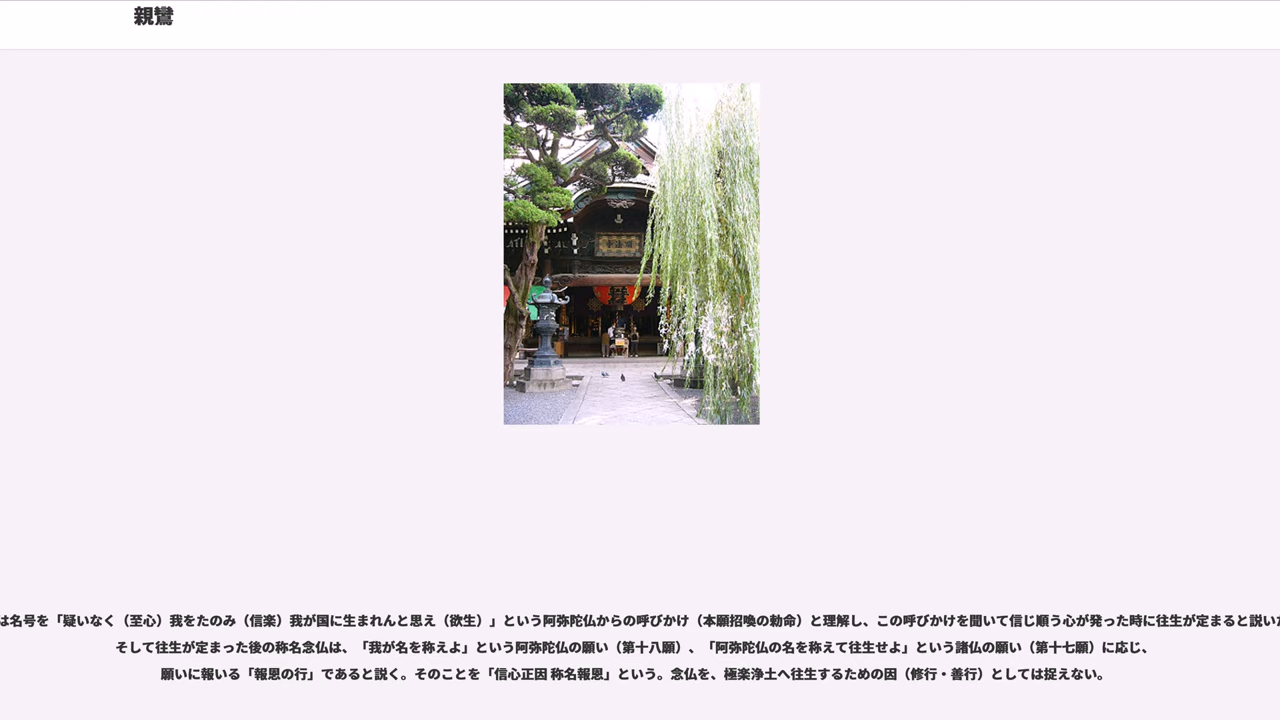 親鸞
は名号を「疑いなく（至心）我をたのみ（信楽）我が国に生まれんと思え（欲生）」という阿弥陀仏からの呼びかけ（本願招喚の勅命）と理解し、この呼びかけを聞いて信じ順う心が発った時に往生が定まると説い
そして往生が定まった後の称名念仏は、「我が名を称えよ」という阿弥陀仏の願い（第十八願）、「阿弥陀仏の名を称えて往生せよ」という諸仏の願い（第十七願）に応じ、
願いに報いる「報恩の行」であると説く。そのことを「信心正因 称名報恩」という。念仏を、極楽浄土へ往生するための因（修行・善行）としては捉えない。